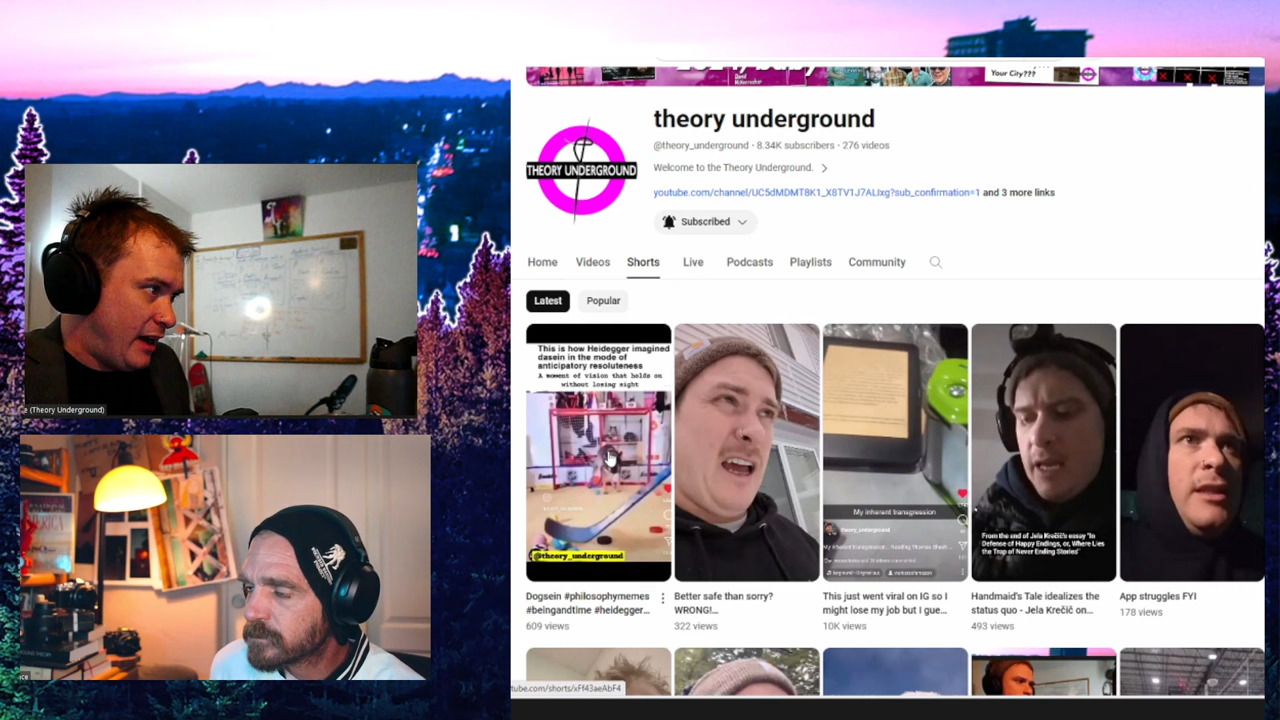 Your City???
theory underground
@theory_underground · 8.34K subscribers · 276 videos
Welcome to the Theory Underground.
youtube.com/channel/UC5dMDMT8K1_X8TV1J7ALIxg?sub_confirmation=1 and 3 more links
Subscribed
THEORY UNDERGROUND
Home Videos Shorts Live Podcasts Playlists Community
Latest Popular
This is how Heidegger imagined
dasein in the mode of
anticipatory resoluteness
A moment of vision that holds on
without losing sight
@theory_underground
My inherent transgression
theory_underground
From the end of Jela Krečič's essay "In
Defense of Happy Endings, or, Where Lies
the Trap of Never Ending Stories"
Dogsein #philosophymemes
#beingandtime #heidegger...
609 views
Better safe than sorry?
WRONG!...
322 views
This just went viral on IG so I
might lose my job but I gue...
10K views
Handmaid's Tale idealizes the
status quo - Jela Krečič on...
493 views
App struggles FYI
178 views
tube.com/shorts/xFf43aeAbF4
e (Theory Underground)